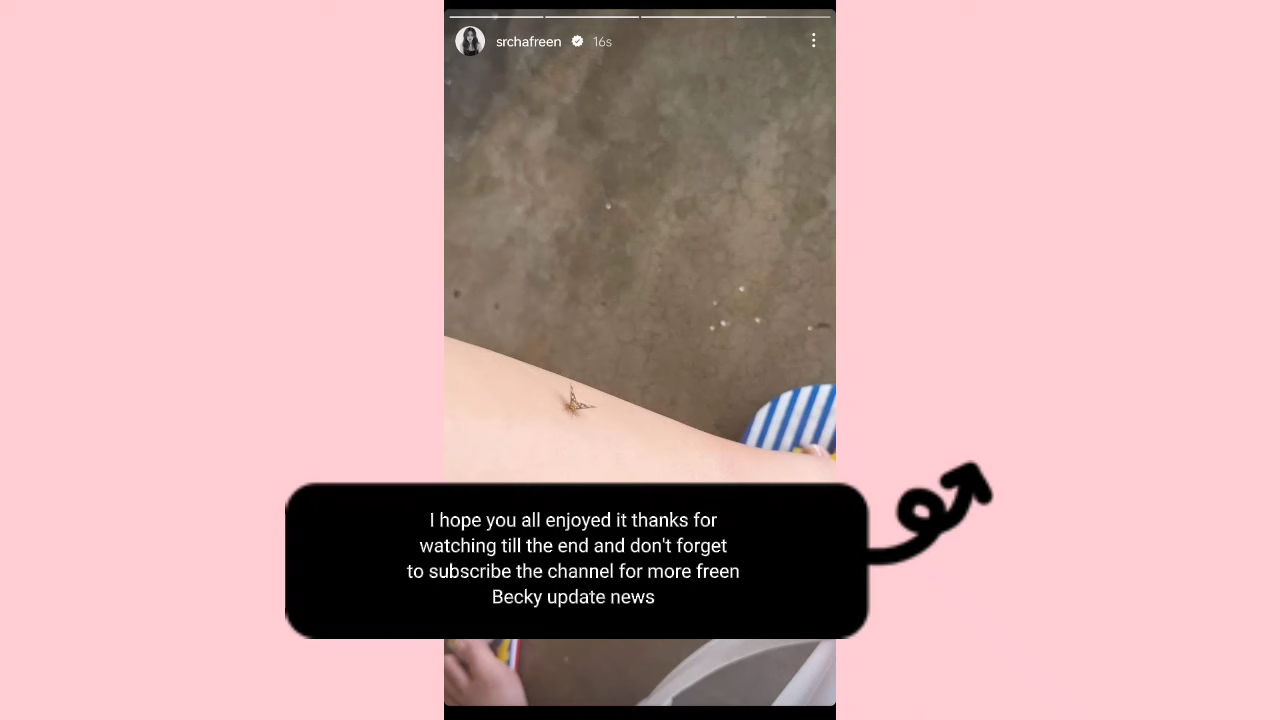 srchafreen 16s
I hope you all enjoyed it thanks for
watching till the end and don't forget
to subscribe the channel for more freen
Becky update news